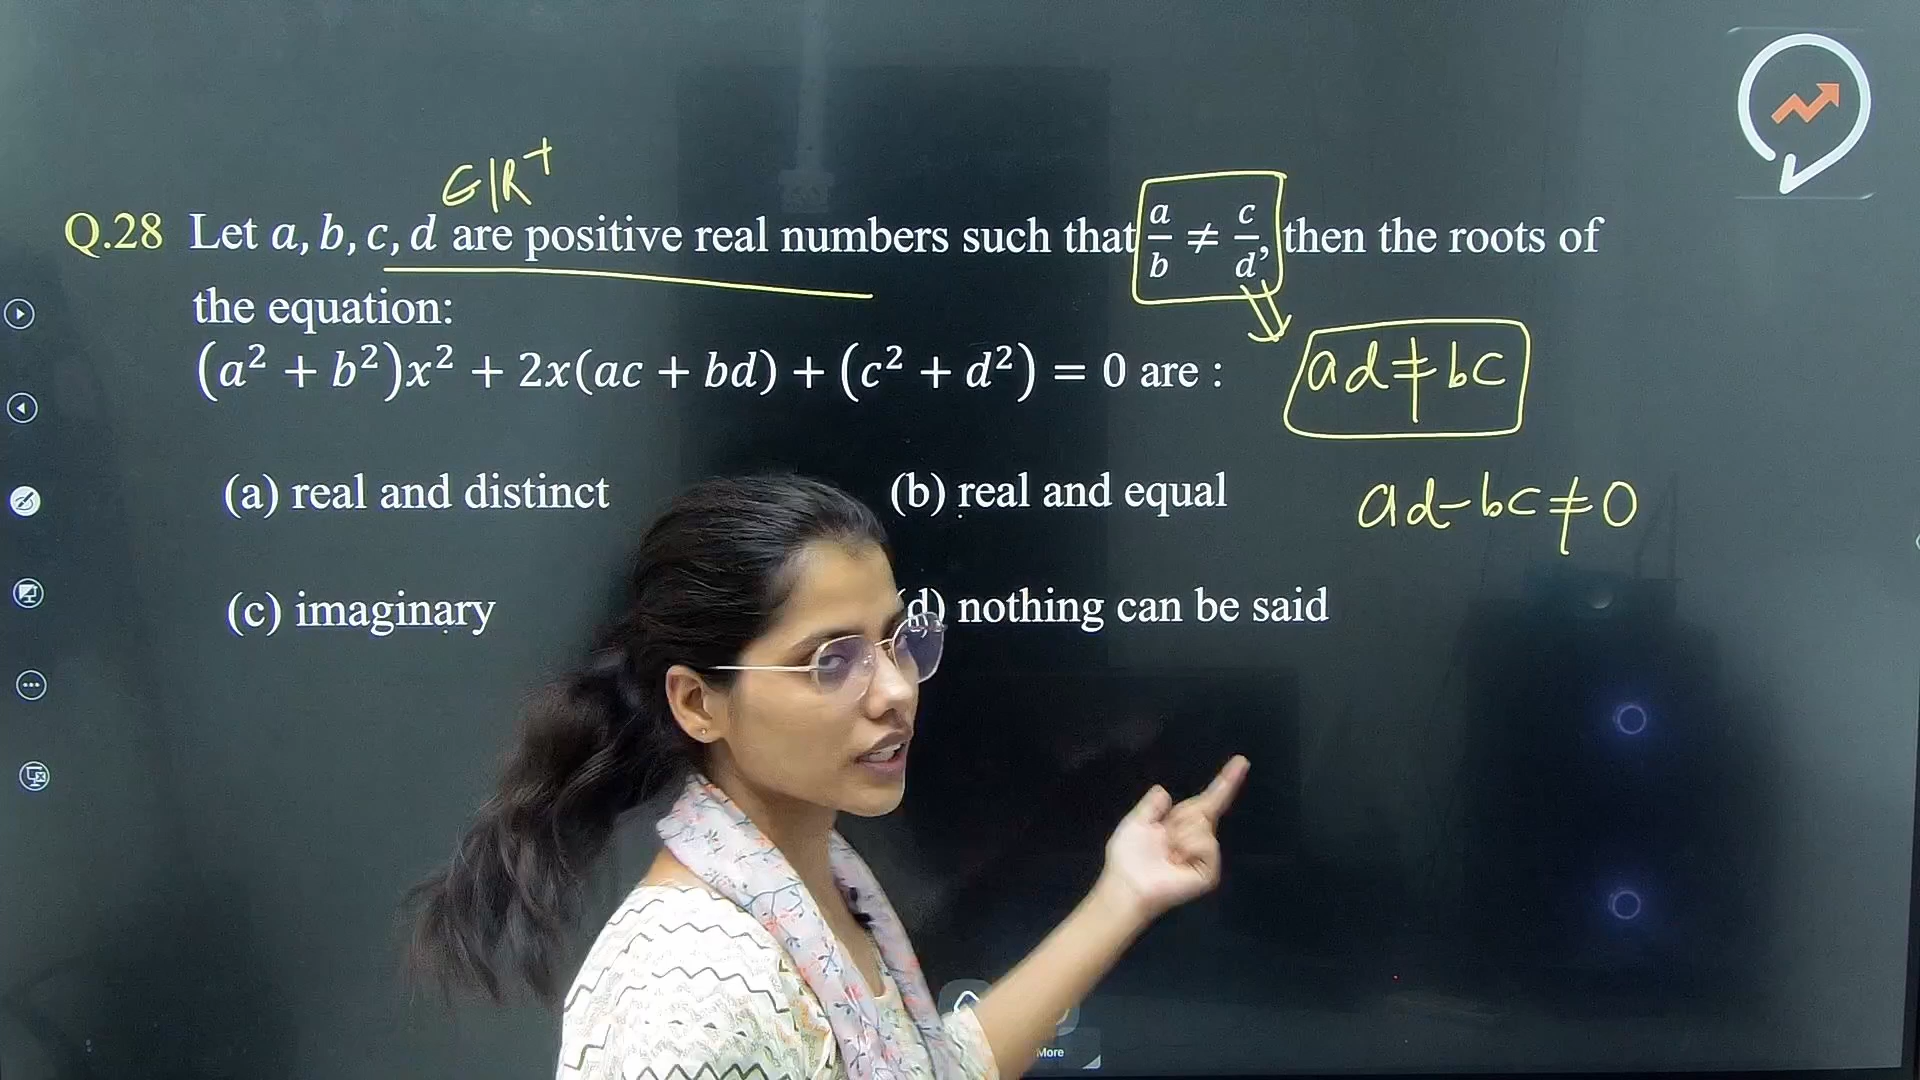 ∈ℝ⁺
Q.28 Let a, b, c, d are positive real numbers such that a/b ≠ c/d, then the roots of
the equation:
(a² + b²)x² + 2x(ac + bd) + (c² + d²) = 0 are :
ad≠bc
(a) real and distinct
(b) real and equal
ad-bc≠0
(c) imaginary
(d) nothing can be said
More